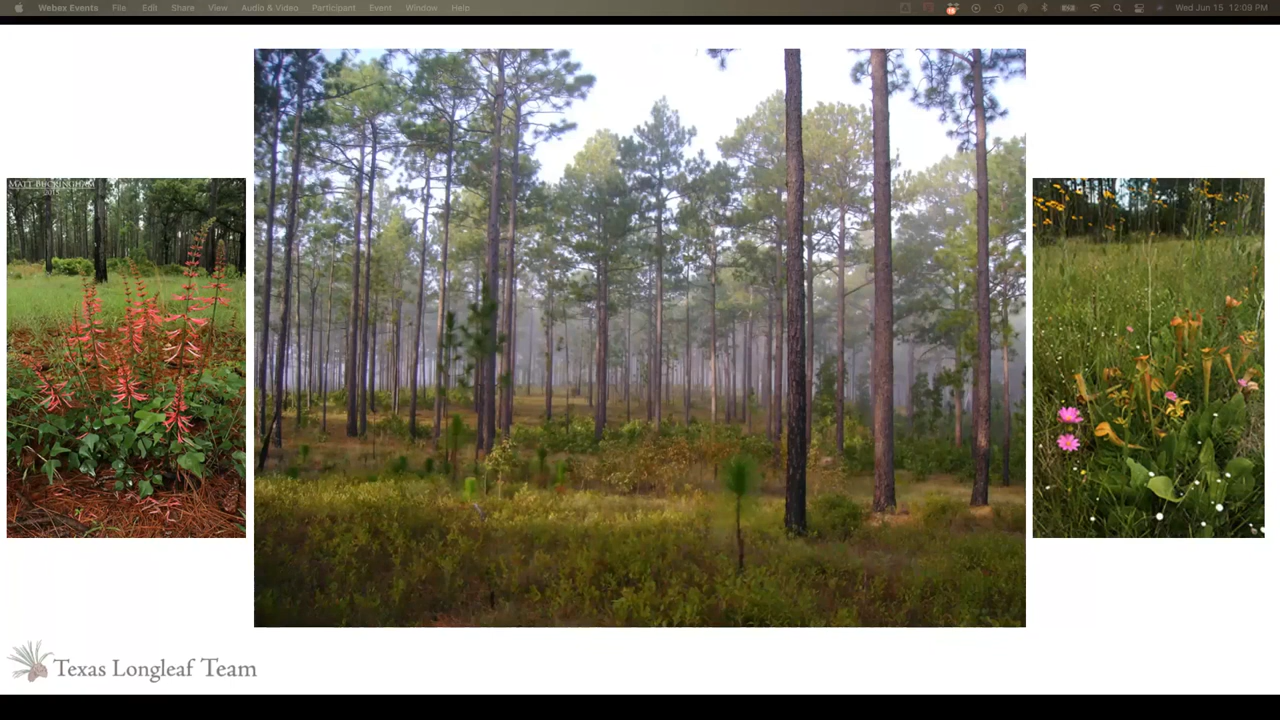 Webex Events File Edit Share View Audio & Video Participant Event Window Help Wed Jun 15 12:09 PM
MATT BUCKINGHAM
2015
Texas Longleaf Team